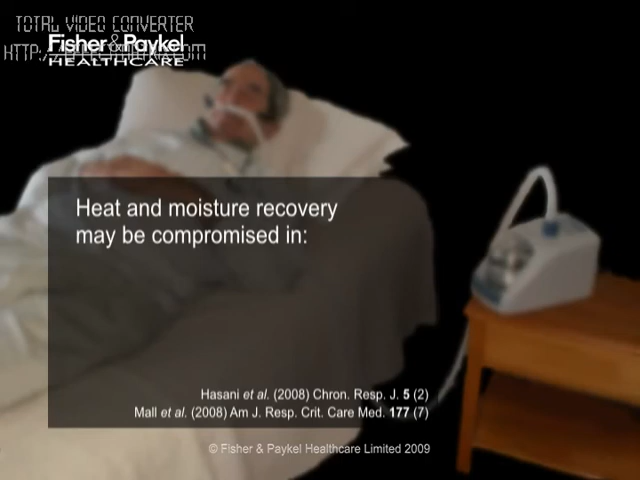 TOTAL VIDEO CONVERTER
Fisher & Paykel
HEALTHCARE
Heat and moisture recovery
may be compromised in:
Hasani et al. (2008) Chron. Resp. J. 5 (2)
Mall et al. (2008) Am J. Resp. Crit. Care Med. 177 (7)
© Fisher & Paykel Healthcare Limited 2009